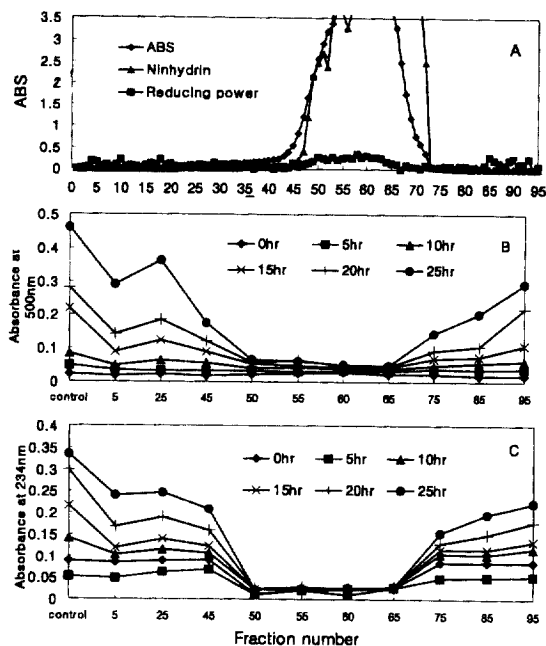 3.5
3
2.5
2
1.5
1
0.5
0
ABS
ABS
Ninhydrin
Reducing power
A
0 5 10 15 20 25 30 35 40 45 50 55 60 65 70 75 80 85 90 95
0.5
0.4
0.3
0.2
0.1
0
Absorbance at
500nm
0hr 5hr 10hr
15hr 20hr 25hr
B
control 5 25 45 50 55 60 65 75 85 95
0.4
0.35
0.3
0.25
0.2
0.15
0.1
0.05
0
Absorbance at 234nm
0hr 5hr 10hr
15hr 20hr 25hr
C
control 5 25 45 50 55 60 65 75 85 95
Fraction number